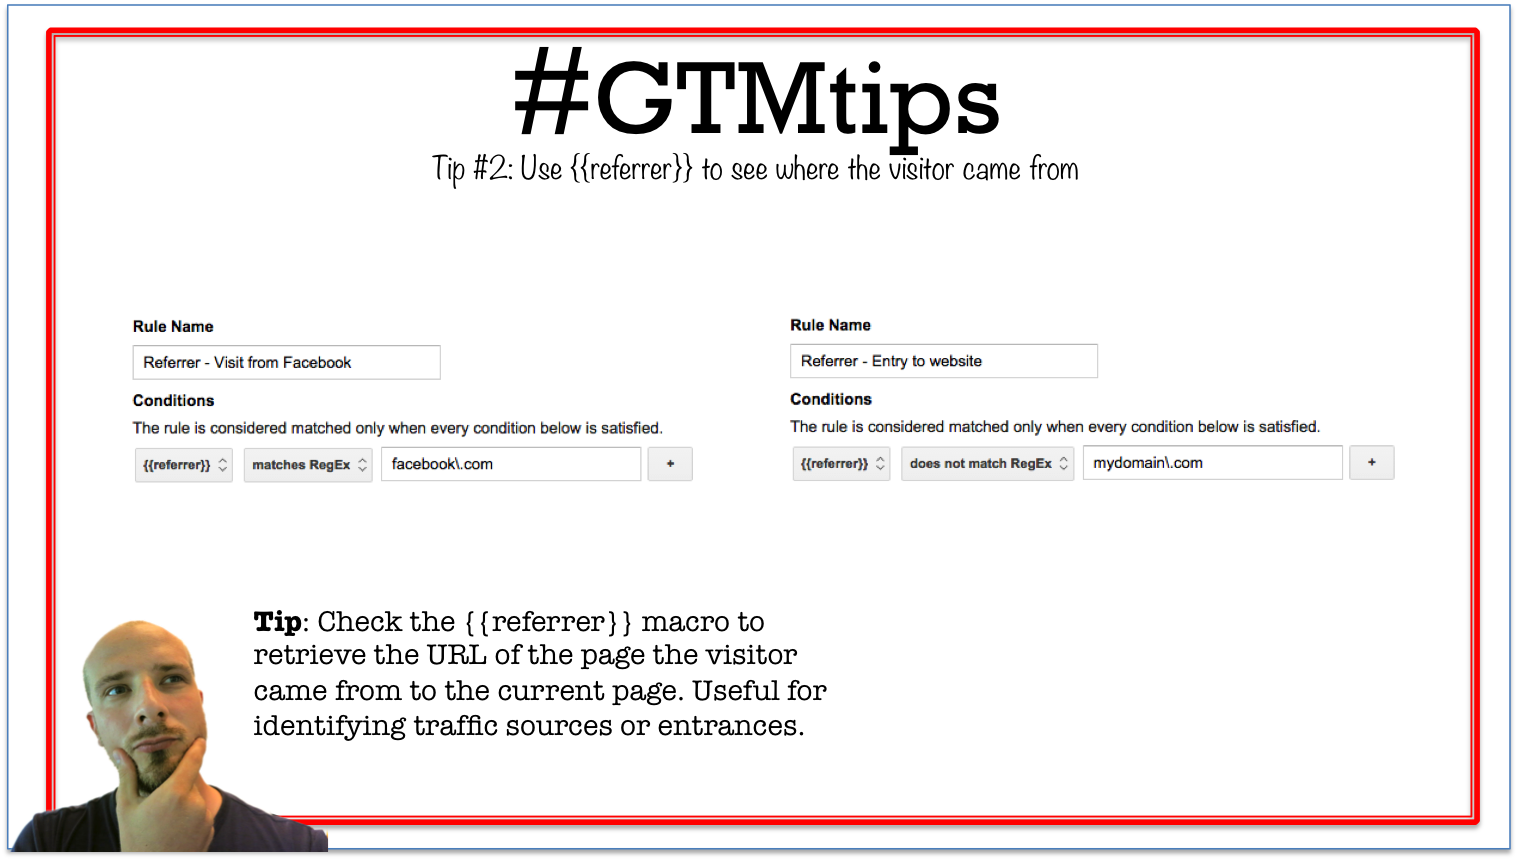 #GTMtips
Tip #2: Use {{referrer}} to see where the visitor came from
Rule Name
Referrer - Visit from Facebook
Conditions
The rule is considered matched only when every condition below is satisfied.
{{referrer}} matches RegEx facebook\.com +
Rule Name
Referrer - Entry to website
Conditions
The rule is considered matched only when every condition below is satisfied.
{{referrer}} does not match RegEx mydomain\.com +
Tip: Check the {{referrer}} macro to
retrieve the URL of the page the visitor
came from to the current page. Useful for
identifying traffic sources or entrances.